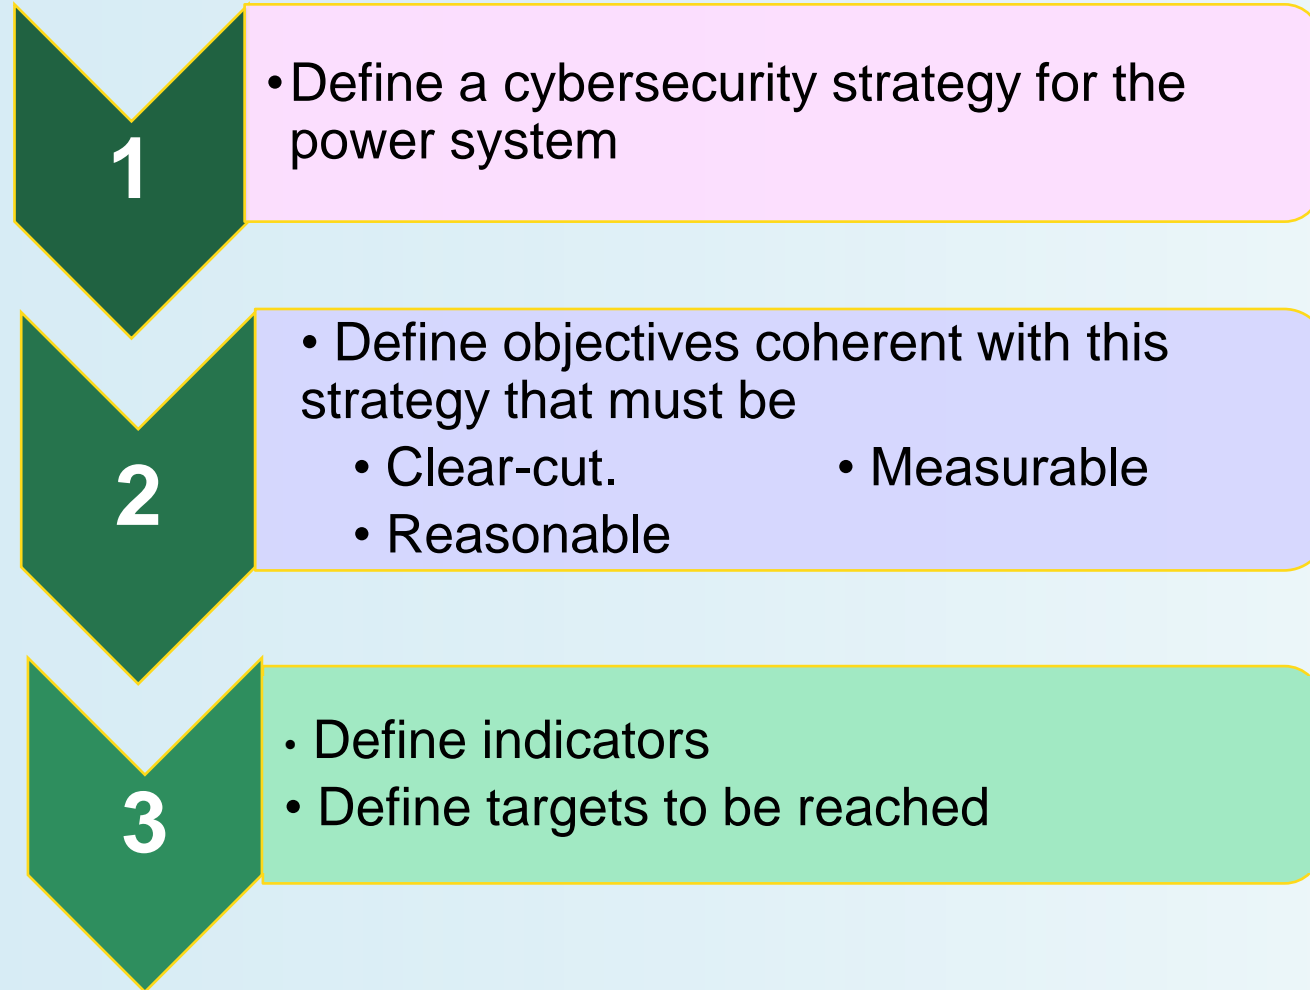 1
•Define a cybersecurity strategy for the
power system
2
• Define objectives coherent with this
strategy that must be
• Clear-cut. • Measurable
• Reasonable
3
• Define indicators
• Define targets to be reached